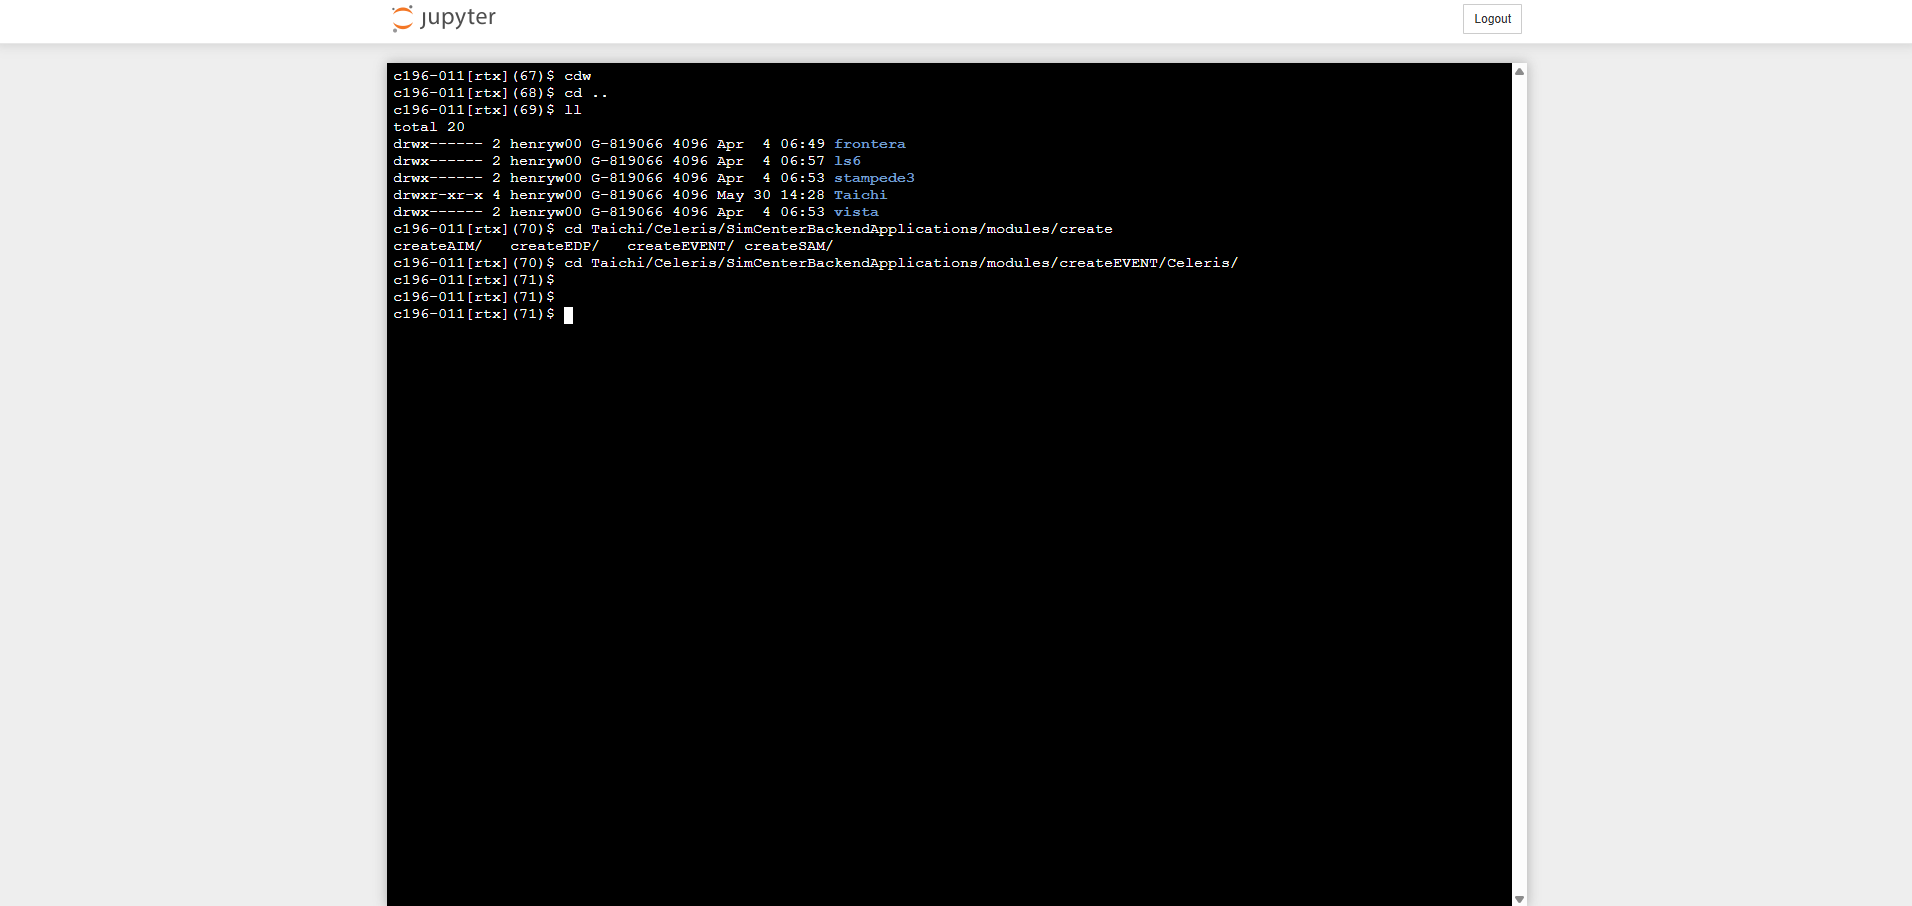 jupyter
Logout
c196-011[rtx](67)$ cdw
c196-011[rtx](68)$ cd ..
c196-011[rtx](69)$ ll
total 20
drwx------ 2 henryw00 G-819066 4096 Apr  4 06:49 frontera
drwx------ 2 henryw00 G-819066 4096 Apr  4 06:57 ls6
drwx------ 2 henryw00 G-819066 4096 Apr  4 06:53 stampede3
drwxr-xr-x 4 henryw00 G-819066 4096 May 30 14:28 Taichi
drwx------ 2 henryw00 G-819066 4096 Apr  4 06:53 vista
c196-011[rtx](70)$ cd Taichi/Celeris/SimCenterBackendApplications/modules/create
createAIM/   createEDP/   createEVENT/ createSAM/
c196-011[rtx](70)$ cd Taichi/Celeris/SimCenterBackendApplications/modules/createEVENT/Celeris/
c196-011[rtx](71)$
c196-011[rtx](71)$
c196-011[rtx](71)$